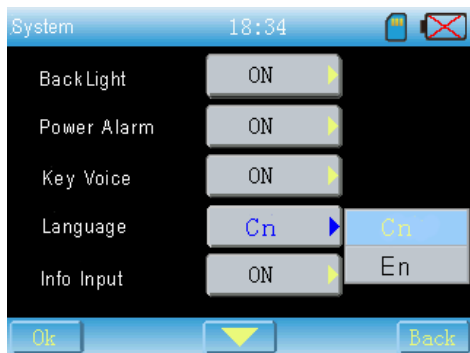 System 18:34
BackLight ON
Power Alarm ON
Key Voice ON
Language Cn Cn
En
Info Input ON
Ok Back